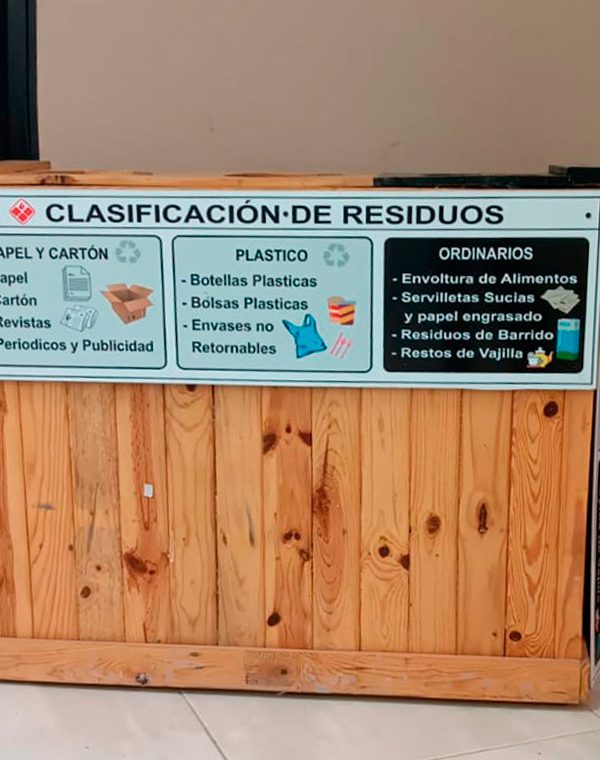 CLASIFICACIÓN·DE RESIDUOS
APEL Y CARTÓN
apel
artón
Revistas
Periodicos y Publicidad
PLASTICO
- Botellas Plasticas
- Bolsas Plasticas
- Envases no
Retornables
ORDINARIOS
- Envoltura de Alimentos
- Servilletas Sucias
y papel engrasado
- Residuos de Barrido
- Restos de Vajilla